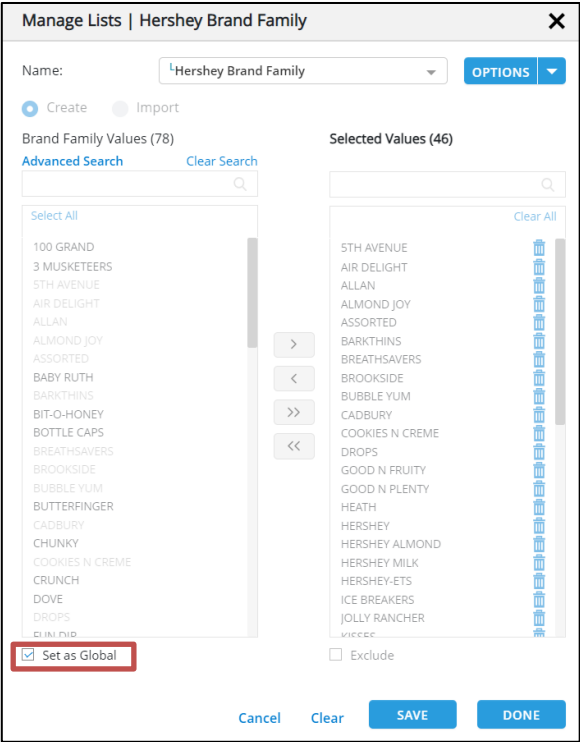 Manage Lists | Hershey Brand Family
Name:
Hershey Brand Family
OPTIONS
Create
Import
Brand Family Values (78)
Advanced Search
Clear Search
Select All
100 GRAND
3 MUSKETEERS
5TH AVENUE
AIR DELIGHT
ALLAN
ALMOND JOY
ASSORTED
BABY RUTH
BARKTHINS
BIT-O-HONEY
BOTTLE CAPS
BREATHSAVERS
BROOKSIDE
BUBBLE YUM
BUTTERFINGER
CADBURY
CHUNKY
COOKIES N CREME
CRUNCH
DOVE
DROPS
FUN DIP
Set as Global
>
<
>>
<<
Selected Values (46)
Clear All
5TH AVENUE
AIR DELIGHT
ALLAN
ALMOND JOY
ASSORTED
BARKTHINS
BREATHSAVERS
BROOKSIDE
BUBBLE YUM
CADBURY
COOKIES N CREME
DROPS
GOOD N FRUITY
GOOD N PLENTY
HEATH
HERSHEY
HERSHEY ALMOND
HERSHEY MILK
HERSHEY-ETS
ICE BREAKERS
JOLLY RANCHER
KISSES
Exclude
Cancel
Clear
SAVE
DONE